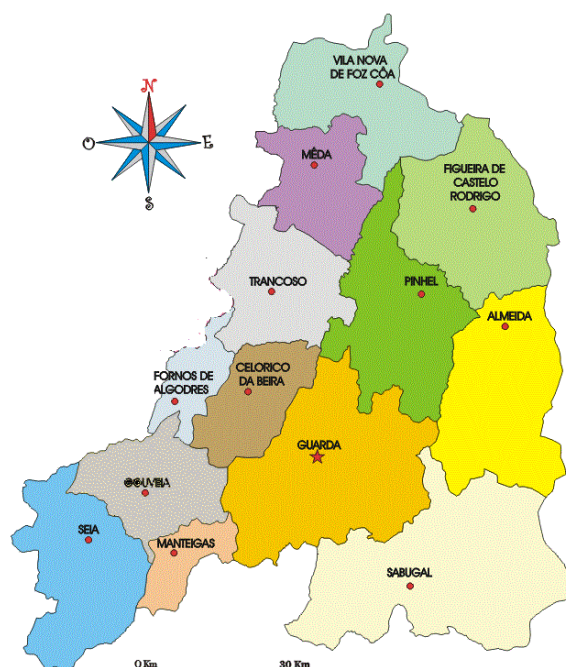 VILA NOVA
DE FOZ CÔA
N
O
E
S
MÊDA
FIGUEIRA DE
CASTELO
RODRIGO
TRANCOSO
PINHEL
ALMEIDA
FORNOS DE
ALGODRES
CELORICO
DA BEIRA
GUARDA
GOUVEIA
SEIA
MANTEIGAS
SABUGAL
0 Km
30 Km